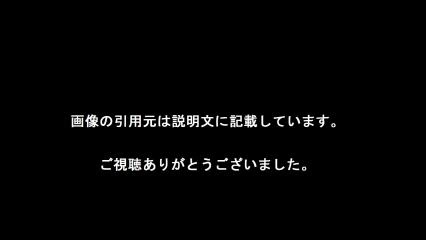 画像の引用元は説明文に記載しています。
ご視聴ありがとうございました。